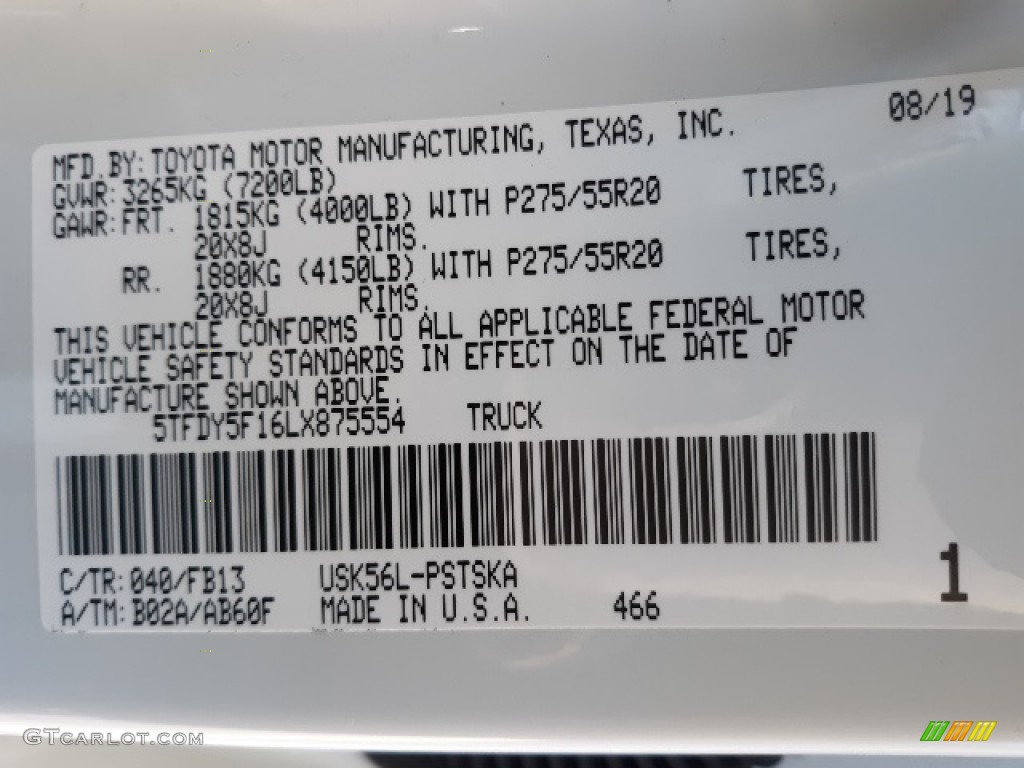 08/19
MFD.BY: TOYOTA MOTOR MANUFACTURING, TEXAS, INC.
GVWR: 3265KG (7200LB)
GAWR: FRT. 1815KG (4000LB) WITH P275/55R20 TIRES,
20X8J RIMS.
RR. 1880KG (4150LB) WITH P275/55R20 TIRES,
20X8J RIMS.
THIS VEHICLE CONFORMS TO ALL APPLICABLE FEDERAL MOTOR
VEHICLE SAFETY STANDARDS IN EFFECT ON THE DATE OF
MANUFACTURE SHOWN ABOVE.
5TFDY5F16LX875554 TRUCK
C/TR: 040/FB13 USK56L-PSTSKA
A/TM: B02A/AB60F MADE IN U.S.A. 466
1
GTCARLOT.COM